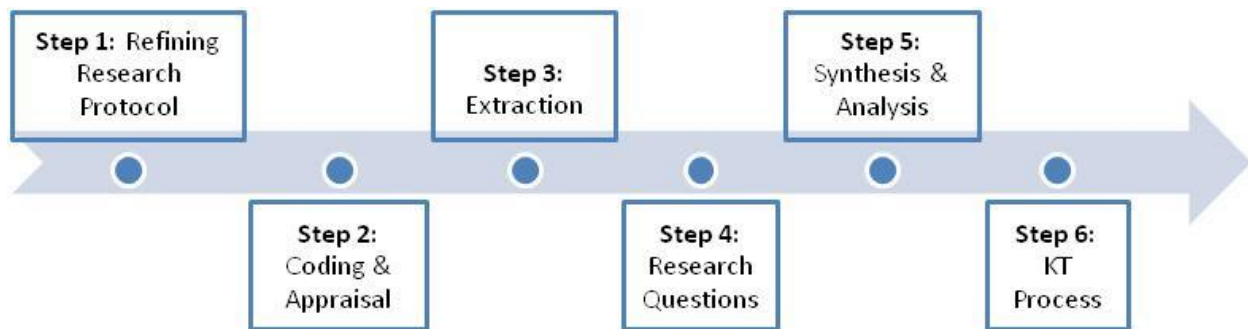 Step 1: Refining
Research
Protocol
Step 2:
Coding &
Appraisal
Step 3:
Extraction
Step 4:
Research
Questions
Step 5:
Synthesis &
Analysis
Step 6:
KT
Process